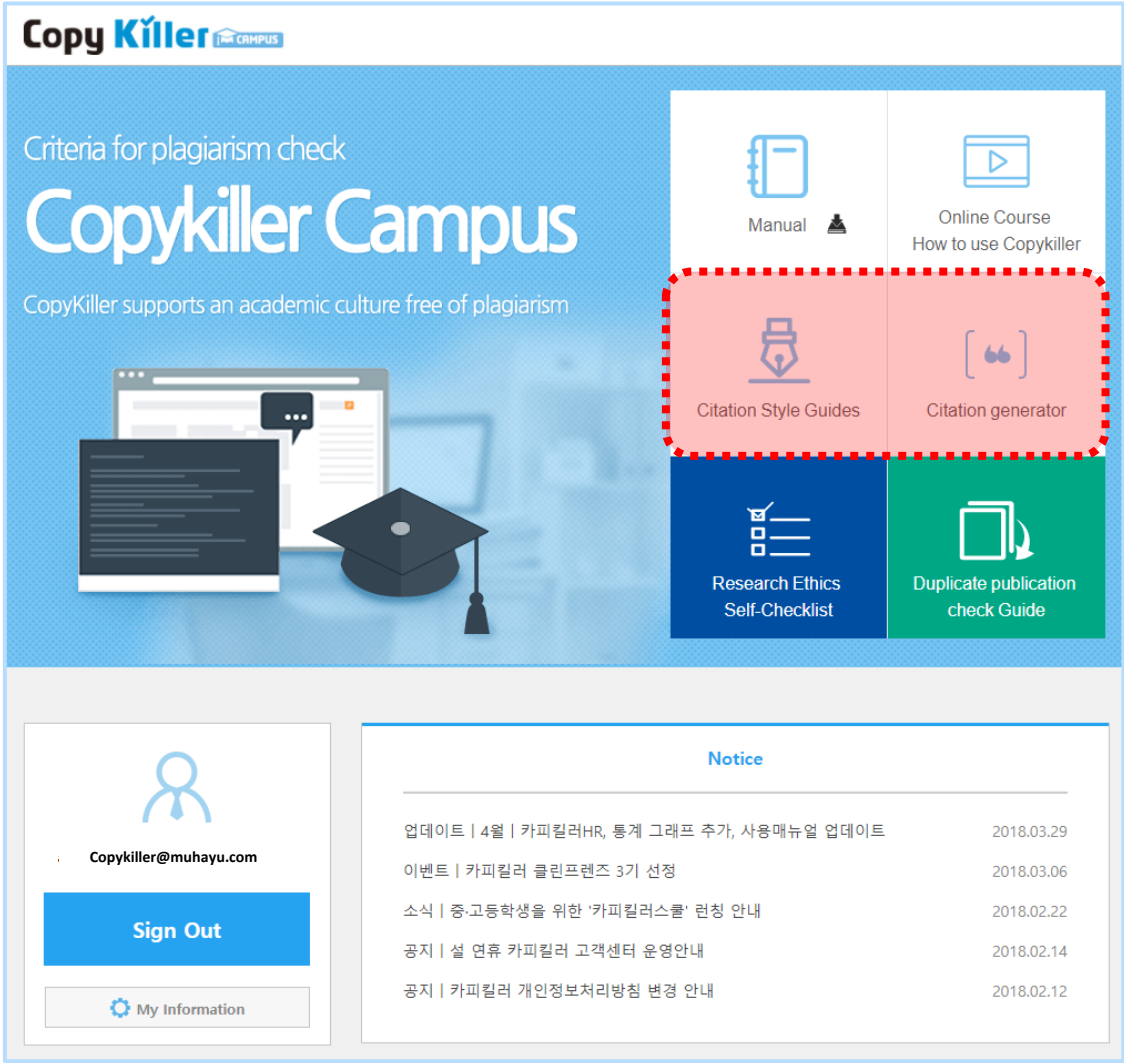 Copy Killer CAMPUS
Criteria for plagiarism check
Copykiller Campus
CopyKiller supports an academic culture free of plagiarism
Manual
Online Course
How to use Copykiller
Citation Style Guides
Citation generator
Research Ethics
Self-Checklist
Duplicate publication
check Guide
Copykiller@muhayu.com
Sign Out
My Information
Notice
업데이트 | 4월 | 카피킬러HR, 통계 그래프 추가, 사용매뉴얼 업데이트 2018.03.29
이벤트 | 카피킬러 클린프렌즈 3기 선정 2018.03.06
소식 | 중·고등학생을 위한 '카피킬러스쿨' 런칭 안내 2018.02.22
공지 | 설 연휴 카피킬러 고객센터 운영안내 2018.02.14
공지 | 카피킬러 개인정보처리방침 변경 안내 2018.02.12